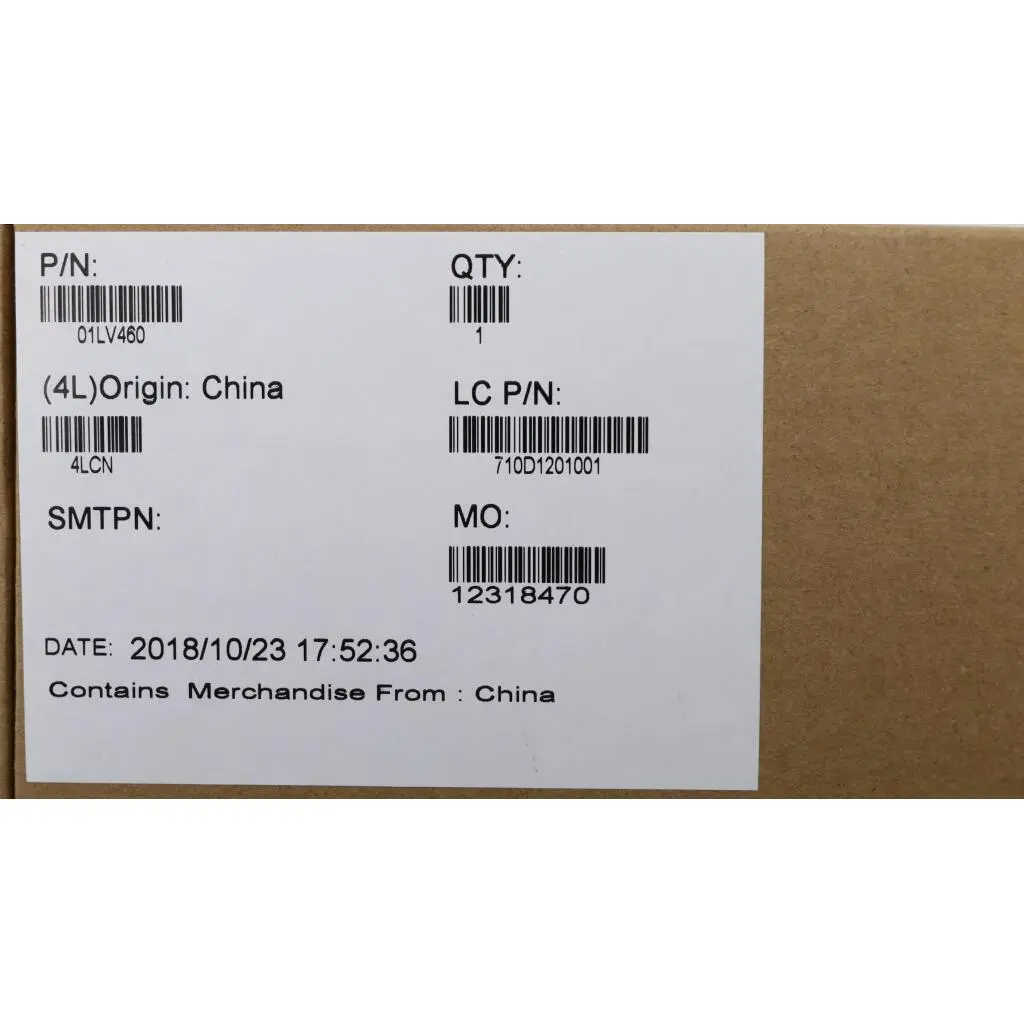 P/N:
01LV460
QTY:
1
(4L)Origin: China
4LCN
LC P/N:
710D1201001
SMTPN:
MO:
12318470
DATE: 2018/10/23 17:52:36
Contains Merchandise From : China